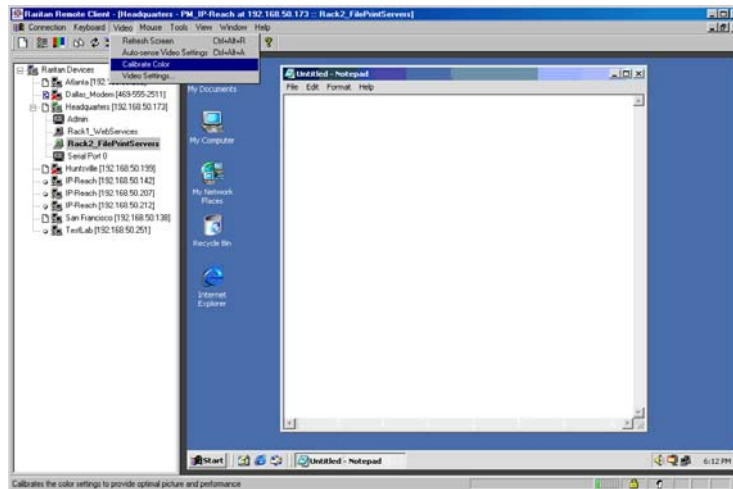 Raritan Remote Client - [Headquarters - PM_IP-Reach at 192.168.50.173 :: Rack2_FilePrintServers]
Connection Keyboard Video Mouse Tools View Window Help
Refresh Screen Ctrl+Alt+R
Auto-sense Video Settings Ctrl+Alt+A
Calibrate Color
Video Settings...
Raritan Devices
Atlanta [192.
Dallas_Modem [469-555-2511]
Headquarters [192.168.50.173]
Admin
Rack1_WebServices
Rack2_FilePrintServers
Serial Port 0
Huntsville [192.168.50.199]
IP-Reach [192.168.50.142]
IP-Reach [192.168.50.207]
IP-Reach [192.168.50.212]
San Francisco [192.168.50.138]
TestLab [192.168.50.251]
My Documents
My Computer
My Network
Places
Recycle Bin
Internet
Explorer
Untitled - Notepad
File Edit Format Help
Start
Untitled - Notepad
6:12 PM
Calibrates the color settings to provide optimal picture and performance